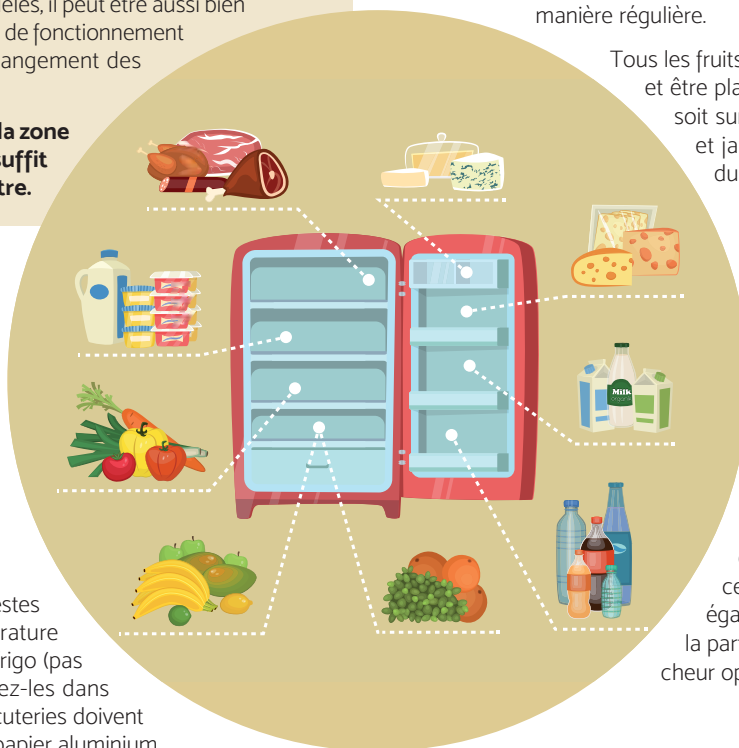 èles, il peut être aussi bien
de fonctionnement
angement des
la zone
suffit
tre.
manière régulière.
Tous les fruits
et être pla
soit sur
et ja
du
Milk
organic
estes
rature
rigo (pas
ez-les dans
cuteries doivent
papier aluminium
ce
éga
la par
cheur op